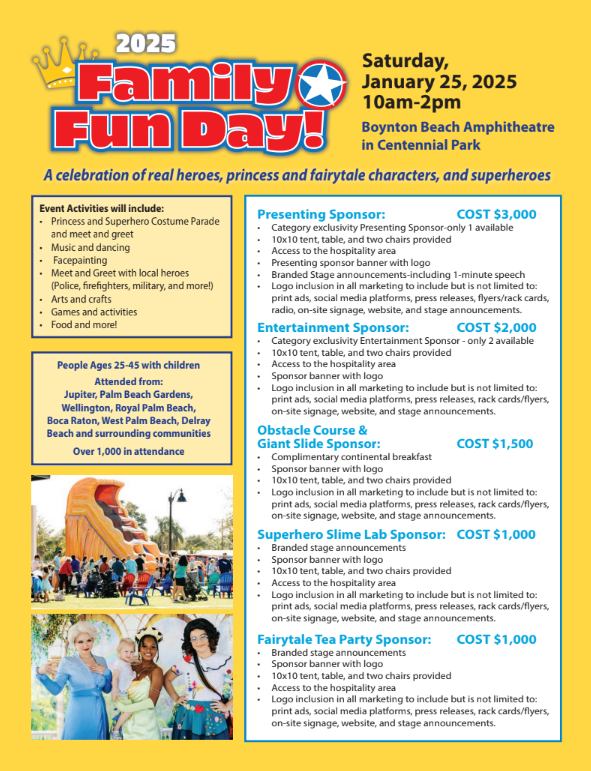 2025
Family
Fun Day!
Saturday,
January 25, 2025
10am-2pm
Boynton Beach Amphitheatre
in Centennial Park
A celebration of real heroes, princess and fairytale characters, and superheroes
Event Activities will include:
• Princess and Superhero Costume Parade
and meet and greet
• Music and dancing
• Facepainting
• Meet and Greet with local heroes
(Police, firefighters, military, and more!)
• Arts and crafts
• Games and activities
• Food and more!
People Ages 25-45 with children
Attended from:
Jupiter, Palm Beach Gardens,
Wellington, Royal Palm Beach,
Boca Raton, West Palm Beach, Delray
Beach and surrounding communities
Over 1,000 in attendance
Presenting Sponsor: COST $3,000
• Category exclusivity Presenting Sponsor-only 1 available
• 10x10 tent, table, and two chairs provided
• Access to the hospitality area
• Presenting sponsor banner with logo
• Branded Stage announcements-including 1-minute speech
• Logo inclusion in all marketing to include but is not limited to:
print ads, social media platforms, press releases, flyers/rack cards,
radio, on-site signage, website, and stage announcements.
Entertainment Sponsor: COST $2,000
• Category exclusivity Entertainment Sponsor - only 2 available
• 10x10 tent, table, and two chairs provided
• Access to the hospitality area
• Sponsor banner with logo
• Logo inclusion in all marketing to include but is not limited to:
print ads, social media platforms, press releases, rack cards/flyers,
on-site signage, website, and stage announcements.
Obstacle Course &
Giant Slide Sponsor: COST $1,500
• Complimentary continental breakfast
• Sponsor banner with logo
• 10x10 tent, table, and two chairs provided
• Logo inclusion in all marketing to include but is not limited to:
print ads, social media platforms, press releases, rack cards/flyers,
on-site signage, website, and stage announcements.
Superhero Slime Lab Sponsor: COST $1,000
• Branded stage announcements
• Sponsor banner with logo
• 10x10 tent, table, and two chairs provided
• Access to the hospitality area
• Logo inclusion in all marketing to include but is not limited to:
print ads, social media platforms, press releases, rack cards/flyers,
on-site signage, website, and stage announcements.
Fairytale Tea Party Sponsor: COST $1,000
• Branded stage announcements
• Sponsor banner with logo
• 10x10 tent, table, and two chairs provided
• Access to the hospitality area
• Logo inclusion in all marketing to include but is not limited to:
print ads, social media platforms, press releases, rack cards/flyers,
on-site signage, website, and stage announcements.